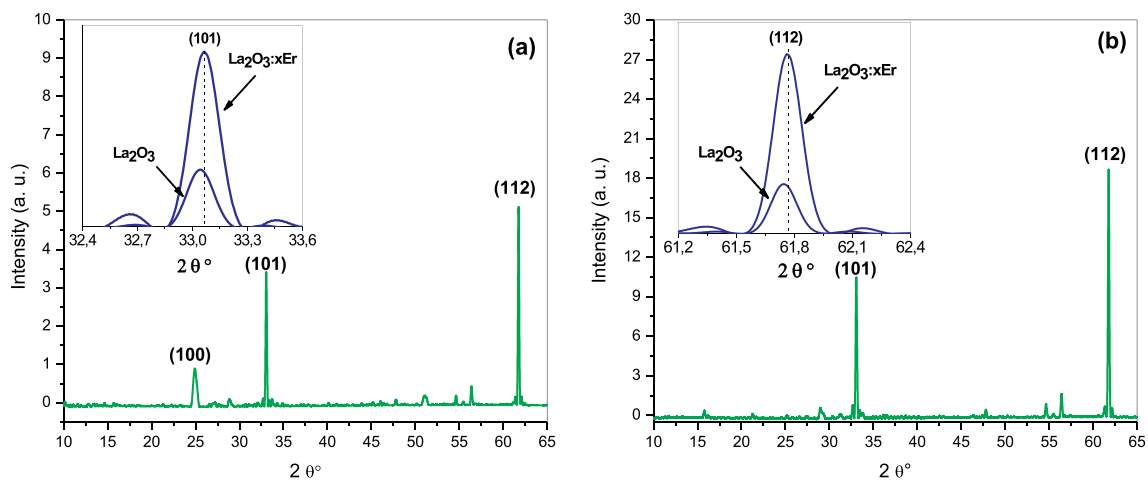 (a)
Intensity (a. u.)
10
9
8
7
6
5
4
3
2
1
0
(101)
La₂O₃:xEr
La₂O₃
32,4 32,7 33,0 33,3 33,6
2 θ °
(100)
(101)
(112)
10 15 20 25 30 35 40 45 50 55 60 65
2 θ°
(b)
Intensity (a. u.)
30
27
24
21
18
15
12
9
6
3
0
(112)
La₂O₃:xEr
La₂O₃
61,2 61,5 61,8 62,1 62,4
2 θ °
(101)
(112)
10 15 20 25 30 35 40 45 50 55 60 65
2 θ°